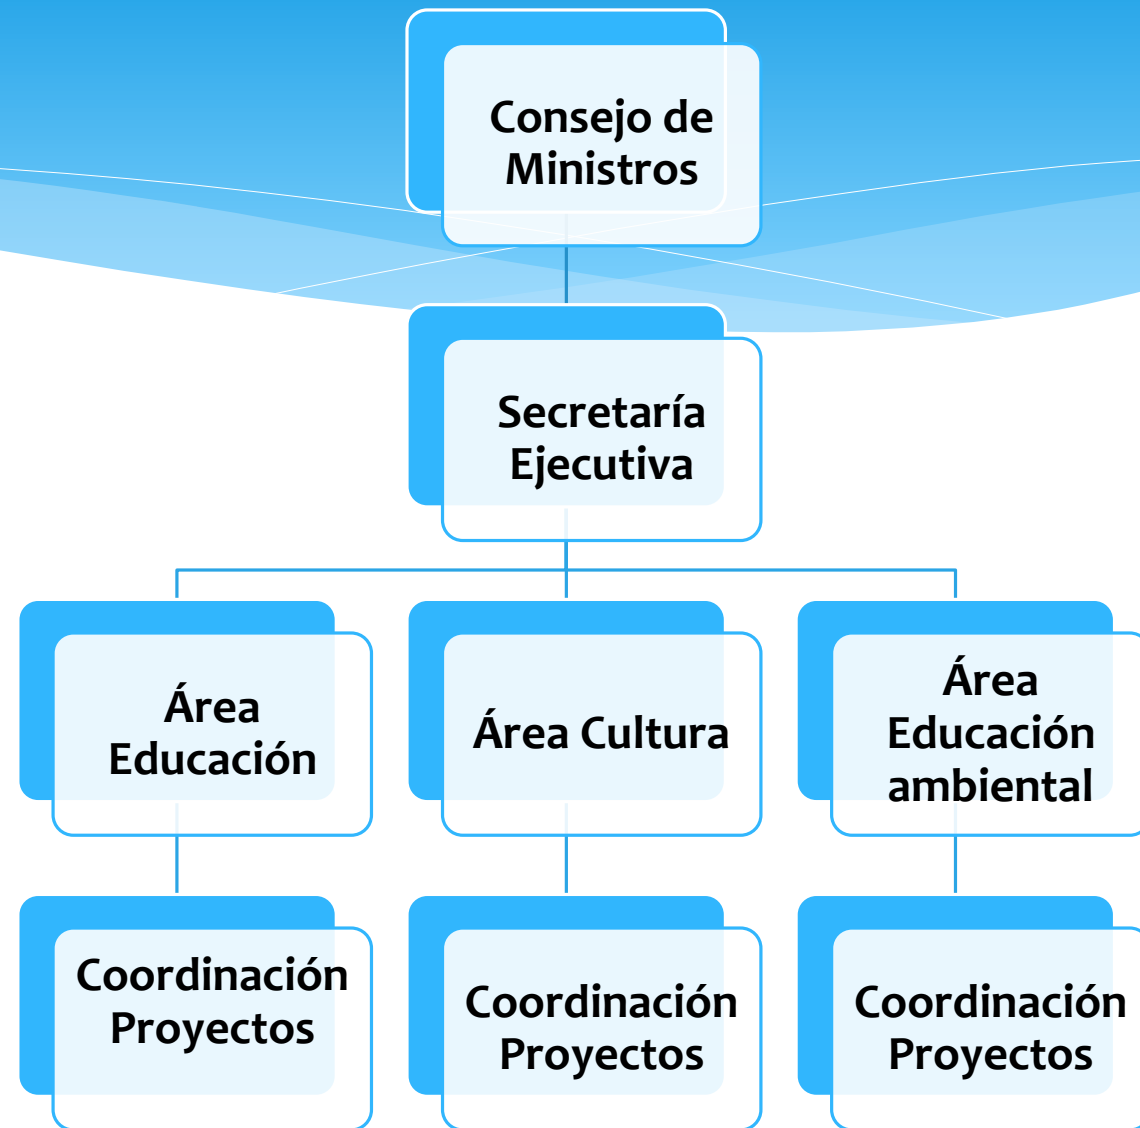 Consejo de
Ministros
Secretaría
Ejecutiva
Área
Educación
Área Cultura
Área
Educación
ambiental
Coordinación
Proyectos
Coordinación
Proyectos
Coordinación
Proyectos